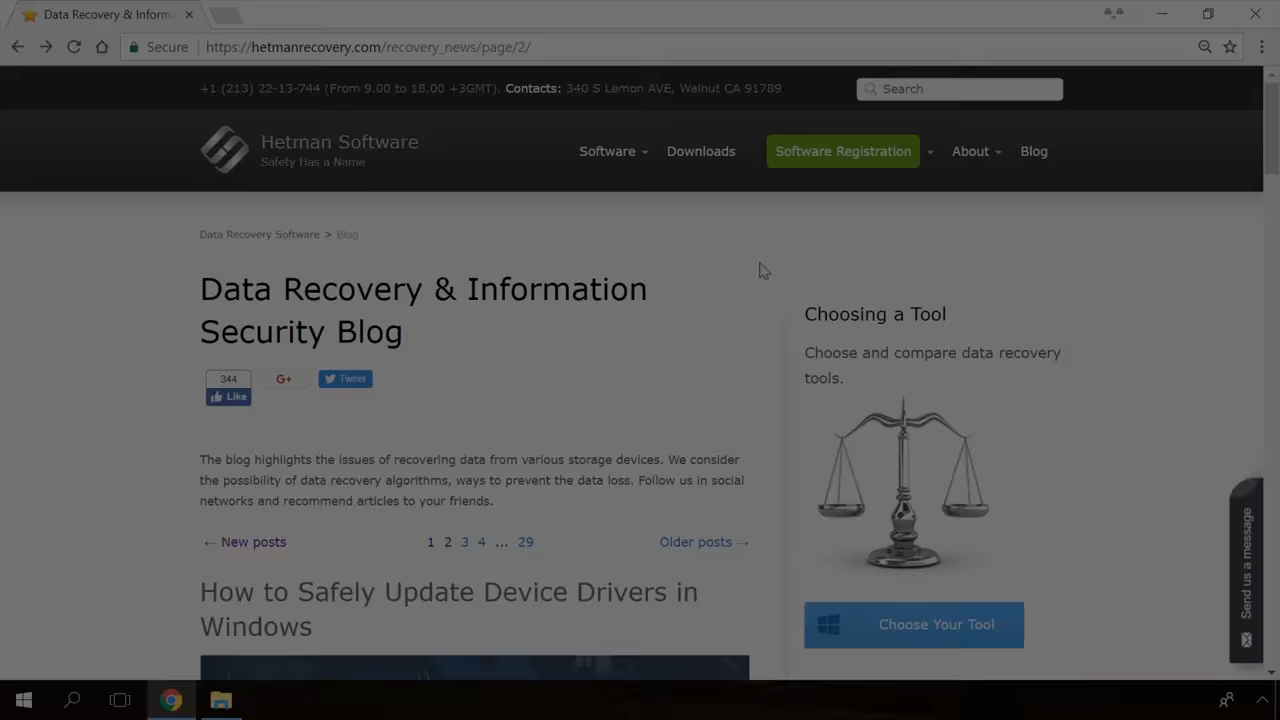 Data Recovery & Inform
Secure
https://hetmanrecovery.com/recovery_news/page/2/
+1 (213) 22-13-744 (From 9.00 to 18.00 +3GMT). Contacts: 340 S Lemon AVE, Walnut CA 91789
Search
Hetman Software
Safety Has a Name
Software
Downloads
Software Registration
About
Blog
Data Recovery Software > Blog
Data Recovery & Information
Security Blog
344
Like
G+
Tweet
Choosing a Tool
Choose and compare data recovery
tools.
The blog highlights the issues of recovering data from various storage devices. We consider
the possibility of data recovery algorithms, ways to prevent the data loss. Follow us in social
networks and recommend articles to your friends.
← New posts
1 2 3 4 ... 29
Older posts →
How to Safely Update Device Drivers in
Windows
Choose Your Tool
Send us a message